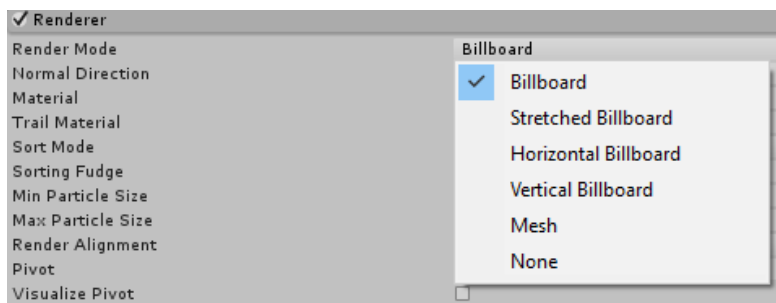 Renderer
Render Mode Billboard
Normal Direction Billboard
Material Stretched Billboard
Trail Material
Sort Mode Horizontal Billboard
Sorting Fudge
Min Particle Size Vertical Billboard
Max Particle Size Mesh
Render Alignment
Pivot None
Visualize Pivot